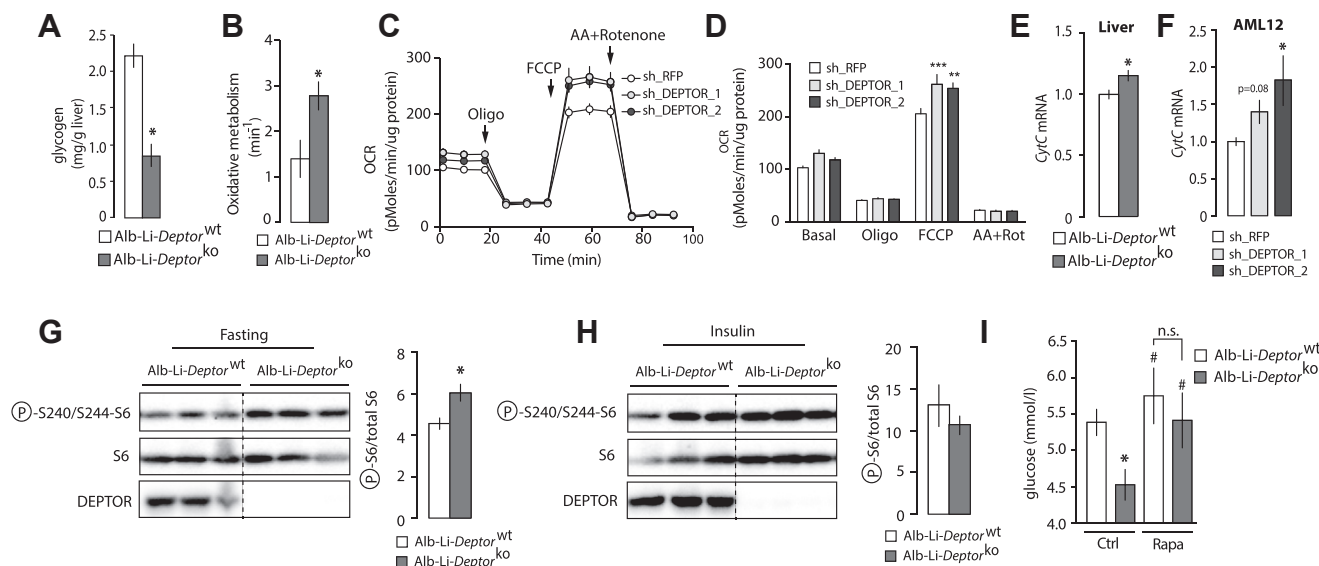 A
glycogen
(mg/g liver)
2.5
2.0
1.5
1.0
0.5
0
*
Alb-Li-Deptor wt
Alb-Li-Deptor ko
B
Oxidative metabolism
(min-1)
4
3
2
1
0
*
Alb-Li-Deptor wt
Alb-Li-Deptor ko
C
OCR
(pMoles/min/ug protein)
300
200
100
0
Oligo
FCCP
AA+Rotenone
sh_RFP
sh_DEPTOR_1
sh_DEPTOR_2
0 20 40 60 80 100
Time (min)
D
OCR
(pMoles/min/ug protein)
300
200
100
0
sh_RFP
sh_DEPTOR_1
sh_DEPTOR_2
***
**
Basal Oligo FCCP AA+Rot
E
Liver
CytC mRNA
1.5
1.0
0.5
0
*
Alb-Li-Deptor wt
Alb-Li-Deptor ko
F
AML12
CytC mRNA
2.5
2.0
1.5
1.0
0.5
0
p=0.08
*
sh_RFP
sh_DEPTOR_1
sh_DEPTOR_2
G
Fasting
Alb-Li-Deptor wt Alb-Li-Deptor ko
P-S240/S244-S6
S6
DEPTOR
P-S6/total S6
8
6
4
2
0
*
Alb-Li-Deptor wt
Alb-Li-Deptor ko
H
Insulin
Alb-Li-Deptor wt Alb-Li-Deptor ko
P-S240/S244-S6
S6
DEPTOR
P-S6/total S6
20
15
10
5
0
Alb-Li-Deptor wt
Alb-Li-Deptor ko
I
glucose (mmol/l)
6.5
6.0
5.5
5.0
4.5
4.0
n.s.
#
#
*
Alb-Li-Deptor wt
Alb-Li-Deptor ko
Ctrl Rapa